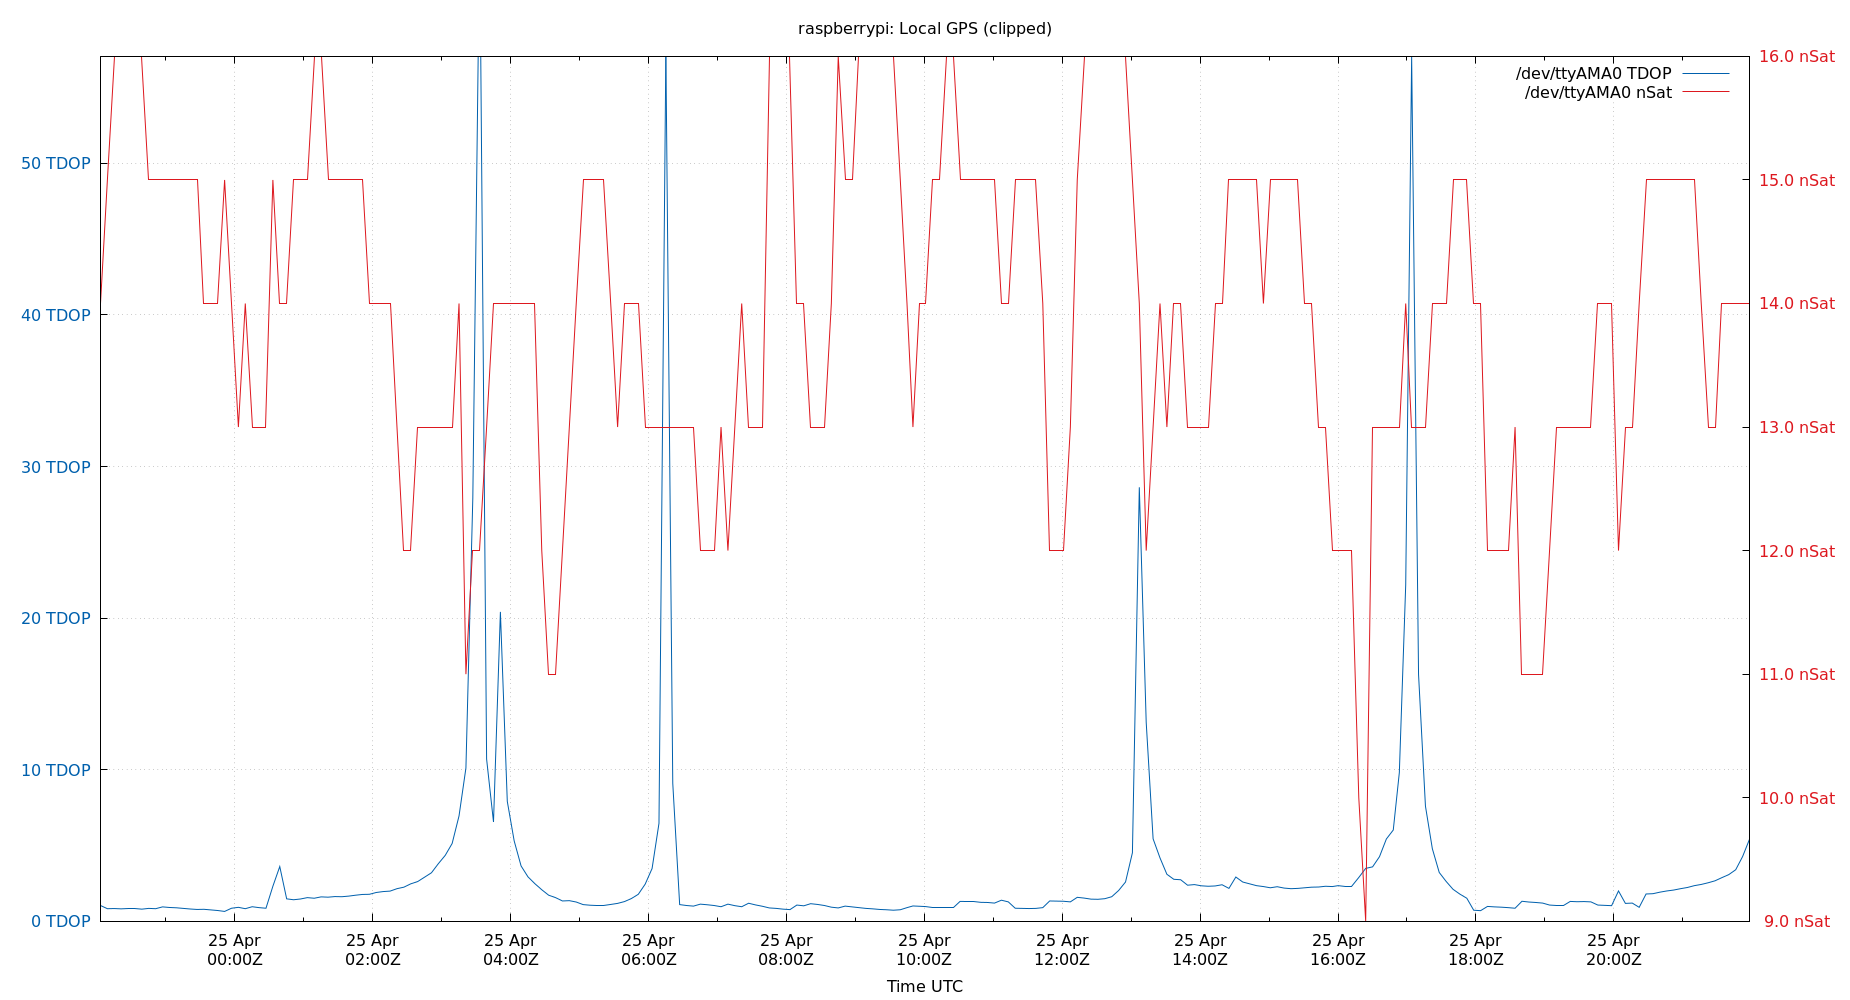 raspberrypi: Local GPS (clipped)
/dev/ttyAMA0 TDOP
/dev/ttyAMA0 nSat
50 TDOP
40 TDOP
30 TDOP
20 TDOP
10 TDOP
0 TDOP
16.0 nSat
15.0 nSat
14.0 nSat
13.0 nSat
12.0 nSat
11.0 nSat
10.0 nSat
9.0 nSat
25 Apr 25 Apr 25 Apr 25 Apr 25 Apr 25 Apr 25 Apr 25 Apr 25 Apr 25 Apr 25 Apr
00:00Z 02:00Z 04:00Z 06:00Z 08:00Z 10:00Z 12:00Z 14:00Z 16:00Z 18:00Z 20:00Z
Time UTC